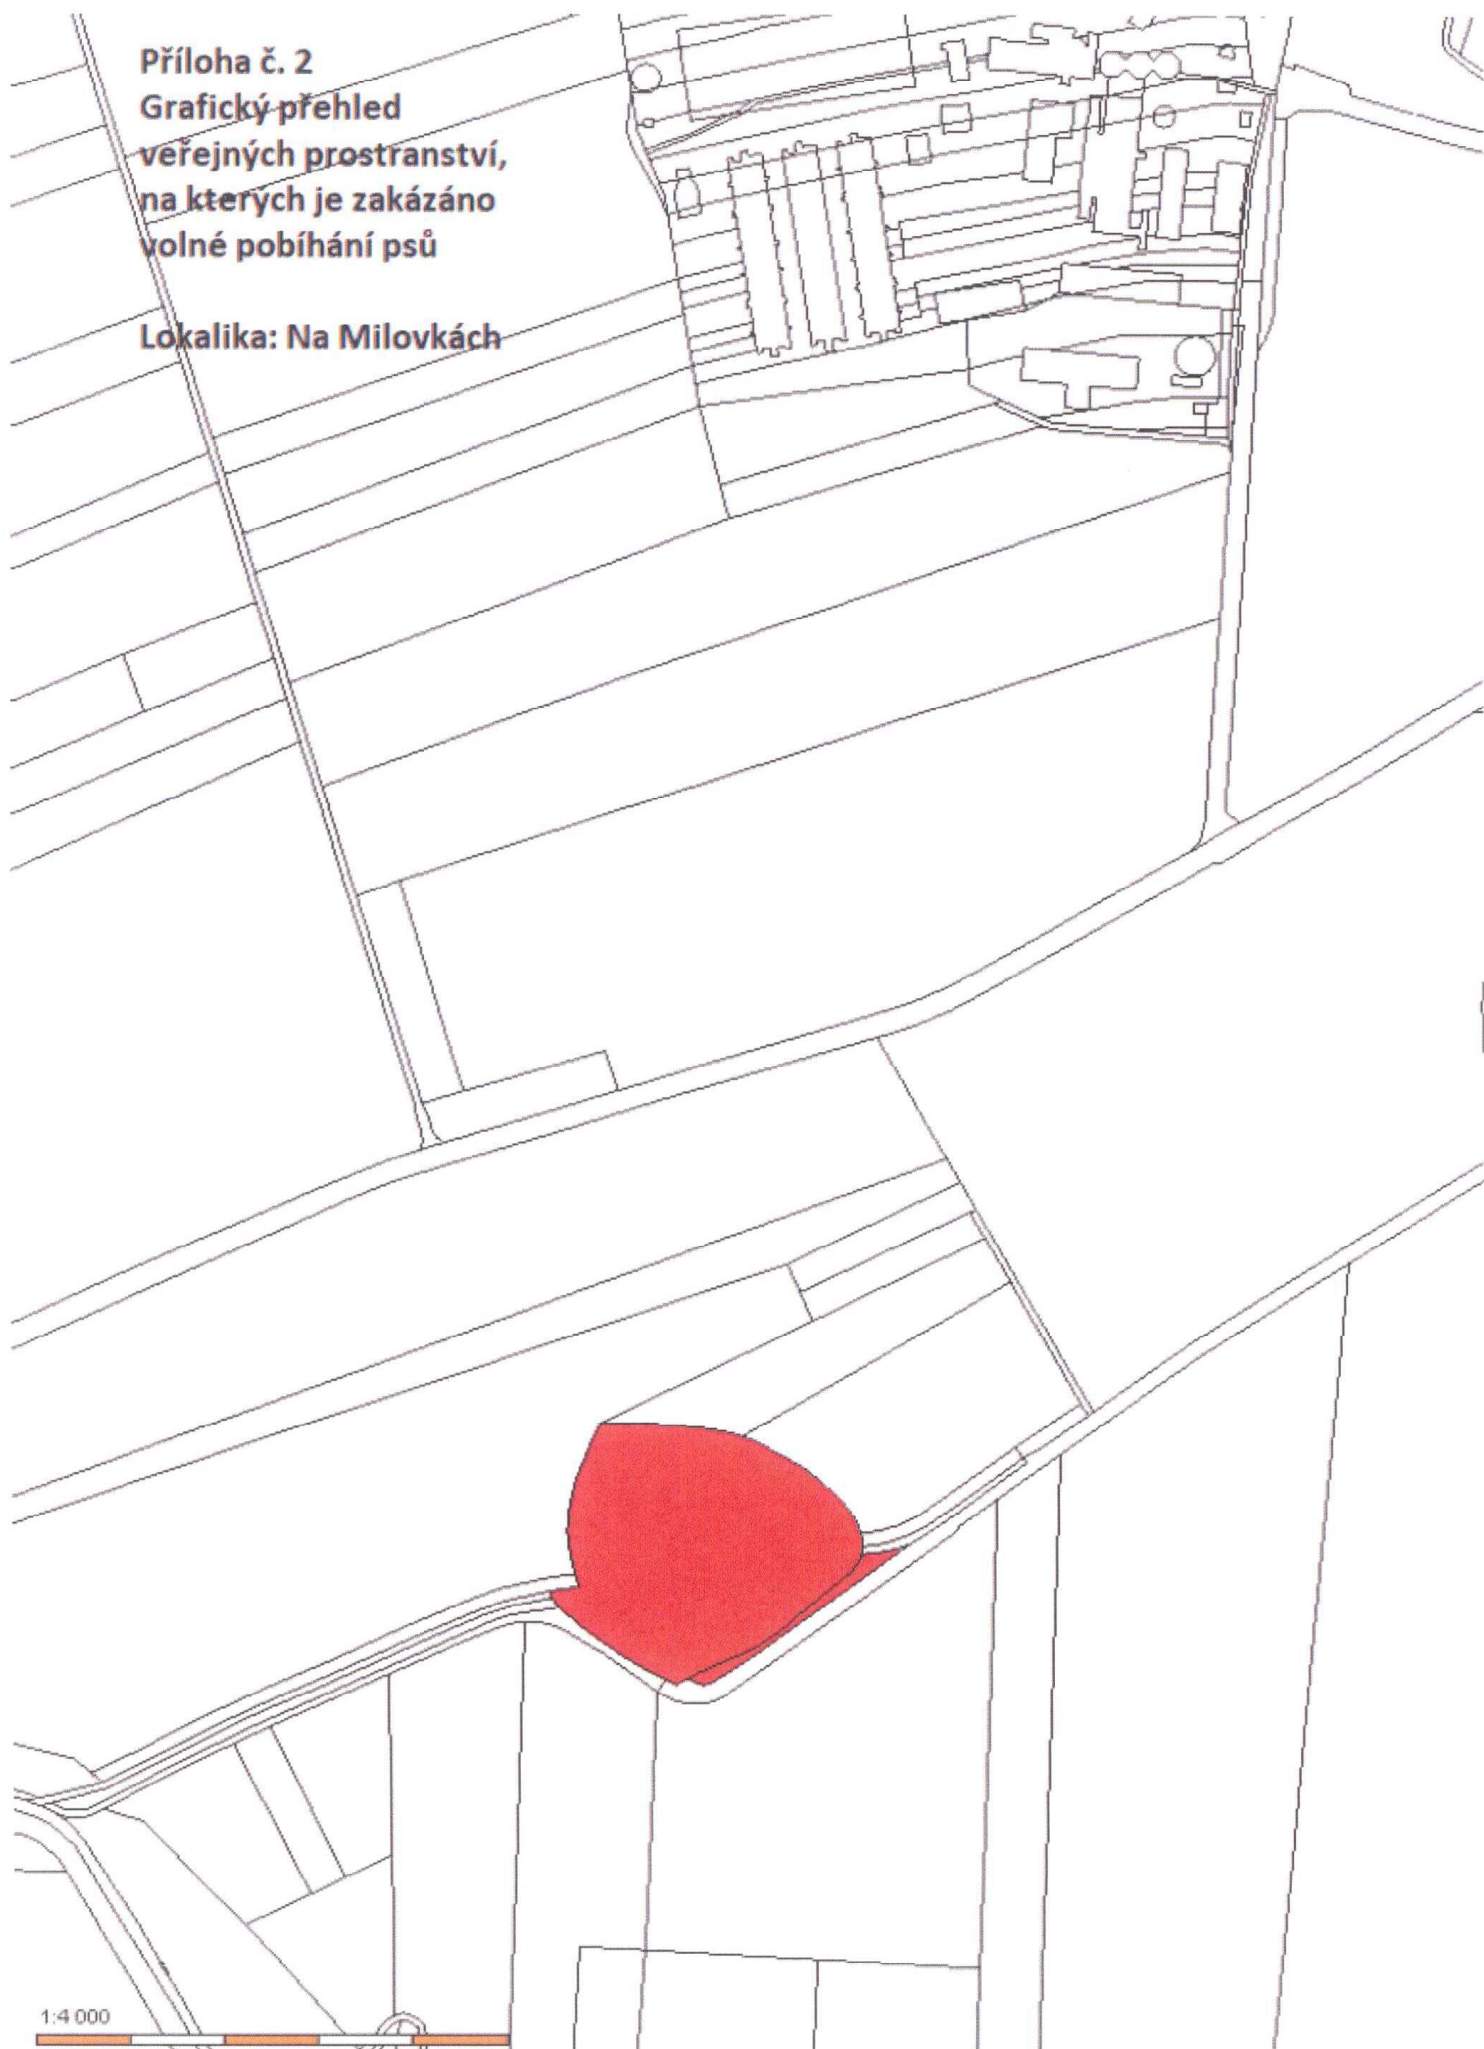 Příloha č. 2
Grafický přehled
veřejných prostranství,
na kterých je zakázáno
volné pobíhání psů
Lokalika: Na Milovkách
1:4 000